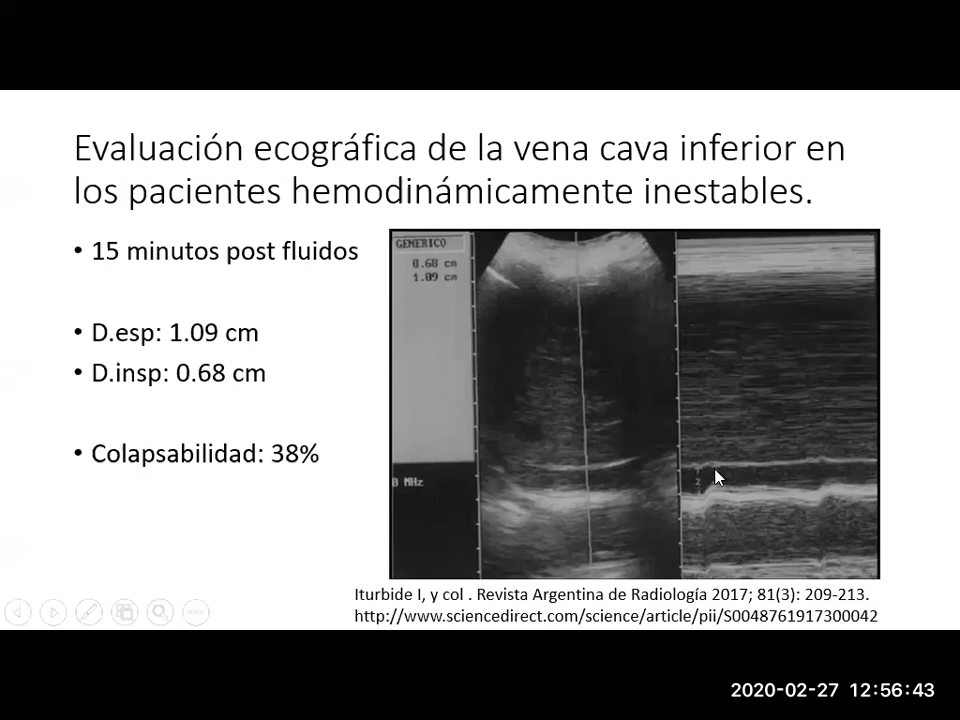 Evaluación ecográfica de la vena cava inferior en
los pacientes hemodinámicamente inestables.
• 15 minutos post fluidos
• D.esp: 1.09 cm
• D.insp: 0.68 cm
• Colapsabilidad: 38%
GENERICO
0.68 cm
1.09 cm
0 MHz
2
Iturbide I, y col . Revista Argentina de Radiología 2017; 81(3): 209-213.
http://www.sciencedirect.com/science/article/pii/S0048761917300042
2020-02-27 12:56:43